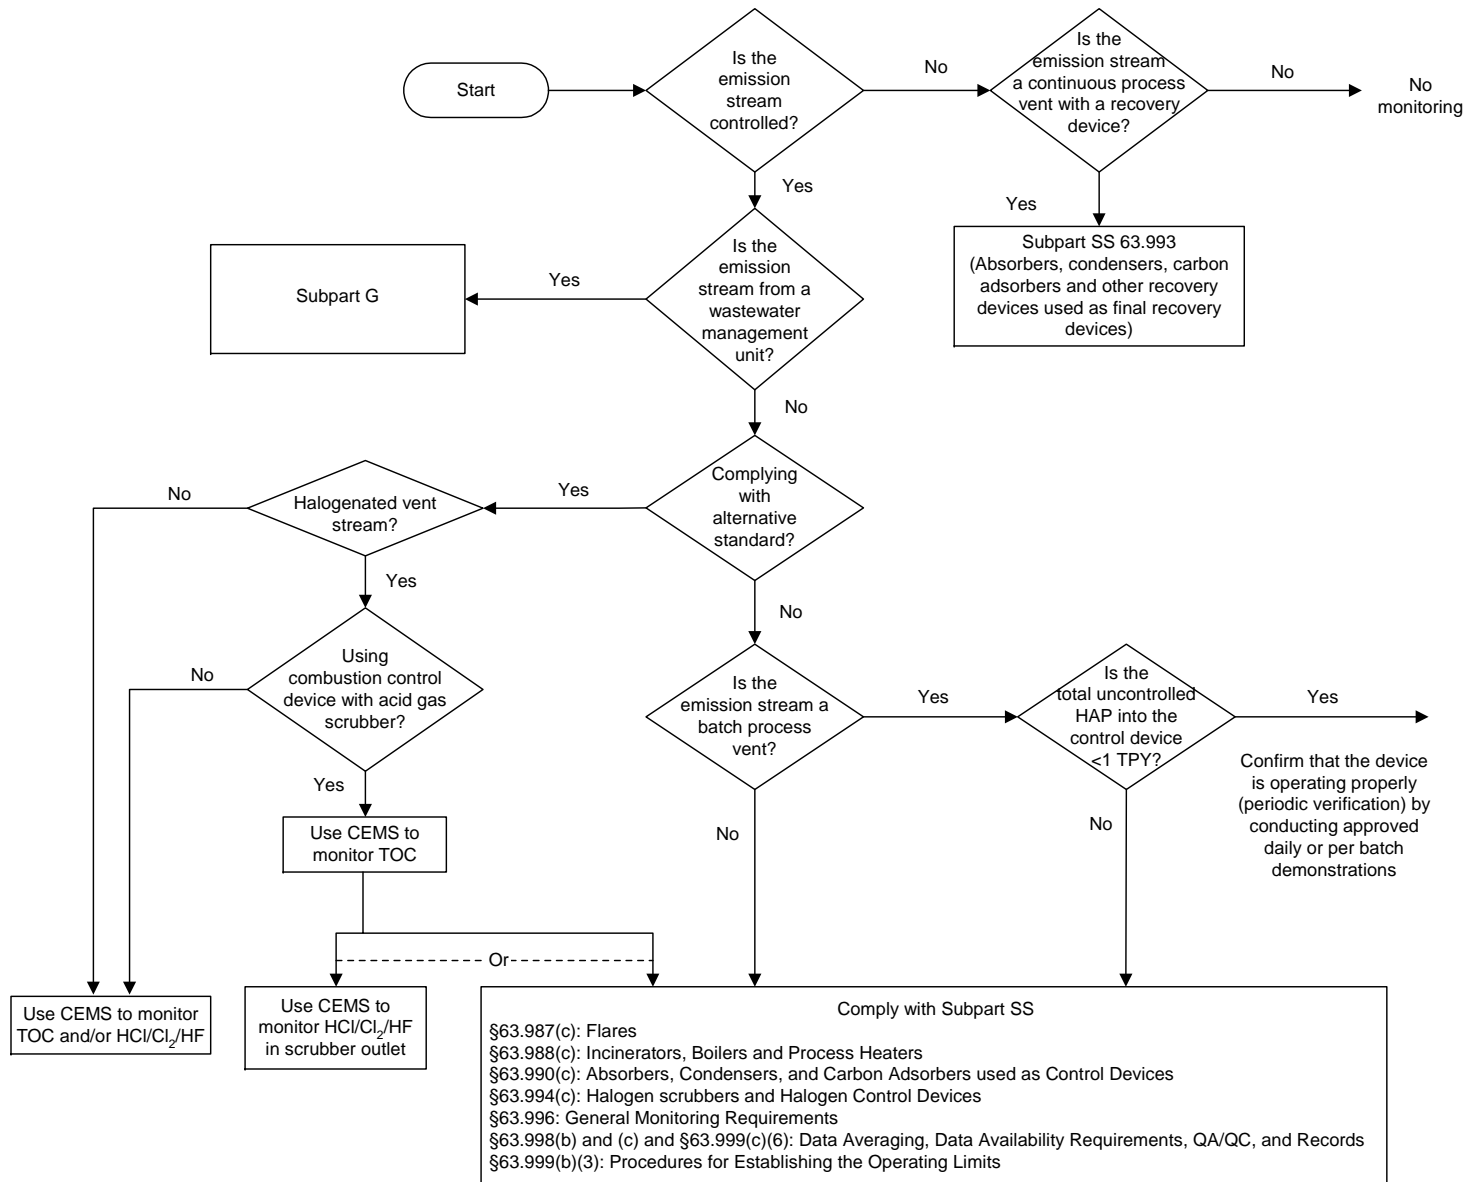 Start
Is the
emission
stream
controlled?
No
Is the
emission stream
a continuous process
vent with a recovery
device?
No
No
monitoring
Yes
Yes
Subpart SS 63.993
(Absorbers, condensers, carbon
adsorbers and other recovery
devices used as final recovery
devices)
Is the
emission
stream from a
wastewater
management
unit?
Yes
Subpart G
No
Complying
with
alternative
standard?
Yes
Halogenated vent
stream?
No
Yes
Using
combustion control
device with acid gas
scrubber?
No
Yes
Use CEMS to
monitor TOC
No
Is the
emission stream a
batch process
vent?
Yes
Is the
total uncontrolled
HAP into the
control device
<1 TPY?
Yes
Confirm that the device
is operating properly
(periodic verification) by
conducting approved
daily or per batch
demonstrations
No
No
Or
Use CEMS to monitor
TOC and/or HCl/Cl2/HF
Use CEMS to
monitor HCl/Cl2/HF
in scrubber outlet
Comply with Subpart SS
§63.987(c): Flares
§63.988(c): Incinerators, Boilers and Process Heaters
§63.990(c): Absorbers, Condensers, and Carbon Adsorbers used as Control Devices
§63.994(c): Halogen scrubbers and Halogen Control Devices
§63.996: General Monitoring Requirements
§63.998(b) and (c) and §63.999(c)(6): Data Averaging, Data Availability Requirements, QA/QC, and Records
§63.999(b)(3): Procedures for Establishing the Operating Limits